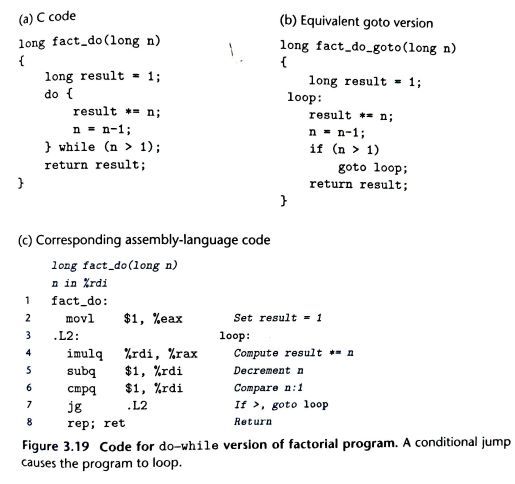 (a) C code
long fact_do(long n)
{
    long result = 1;
    do {
        result *= n;
        n = n-1;
    } while (n > 1);
    return result;
}
(b) Equivalent goto version
long fact_do_goto(long n)
{
    long result = 1;
 loop:
    result *= n;
    n = n-1;
    if (n > 1)
        goto loop;
    return result;
}
(c) Corresponding assembly-language code
long fact_do(long n)
n in %rdi
1 fact_do:
2   movl $1, %eax Set result = 1
3 .L2: loop:
4   imulq %rdi, %rax Compute result *= n
5   subq $1, %rdi Decrement n
6   cmpq $1, %rdi Compare n:1
7   jg .L2 If >, goto loop
8   rep; ret Return
Figure 3.19 Code for do–while version of factorial program. A conditional jump
causes the program to loop.